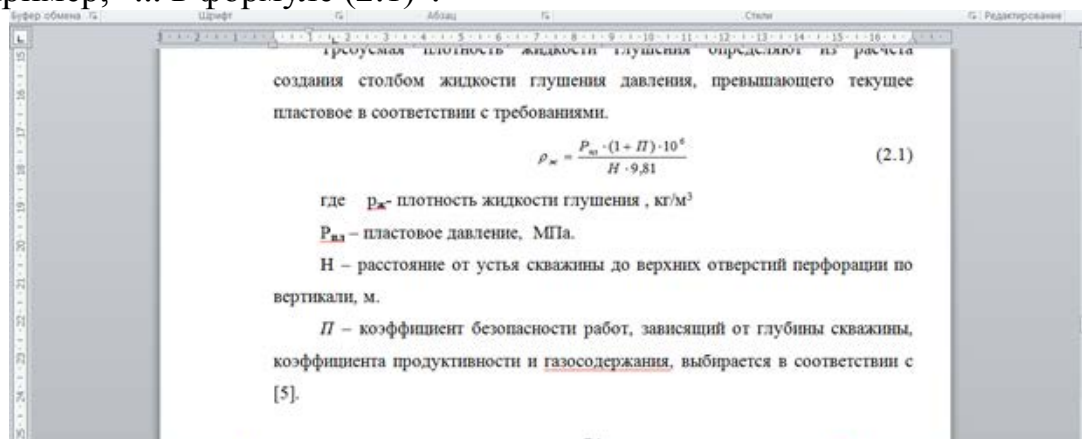 ример, "... в формуле (2.1)".
Буфер обмена Шрифт Абзац Стили Редактирование
Требуемая плотность жидкости глушения определяют из расчета
создания столбом жидкости глушения давления, превышающего текущее
пластовое в соответствии с требованиями.
ρж = Pпл · (1 + П) · 10⁶ / H · 9,81 (2.1)
где рж- плотность жидкости глушения , кг/м³
Рпл – пластовое давление, МПа.
Н – расстояние от устья скважины до верхних отверстий перфорации по
вертикали, м.
П – коэффициент безопасности работ, зависящий от глубины скважины,
коэффициента продуктивности и газосодержания, выбирается в соответствии с
[5].